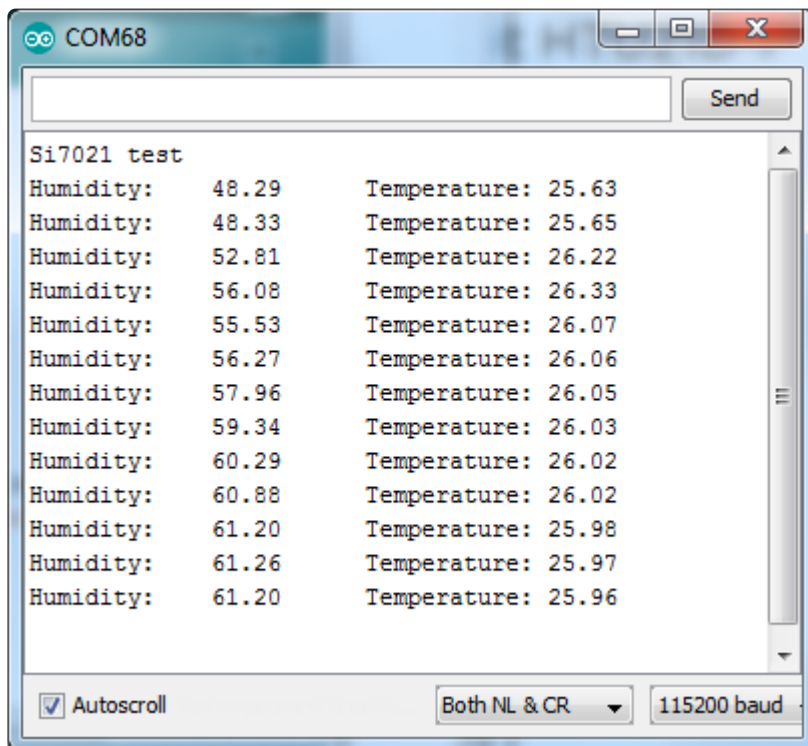 COM68
Send
Si7021 test
Humidity: 48.29 Temperature: 25.63
Humidity: 48.33 Temperature: 25.65
Humidity: 52.81 Temperature: 26.22
Humidity: 56.08 Temperature: 26.33
Humidity: 55.53 Temperature: 26.07
Humidity: 56.27 Temperature: 26.06
Humidity: 57.96 Temperature: 26.05
Humidity: 59.34 Temperature: 26.03
Humidity: 60.29 Temperature: 26.02
Humidity: 60.88 Temperature: 26.02
Humidity: 61.20 Temperature: 25.98
Humidity: 61.26 Temperature: 25.97
Humidity: 61.20 Temperature: 25.96
Autoscroll Both NL & CR 115200 baud